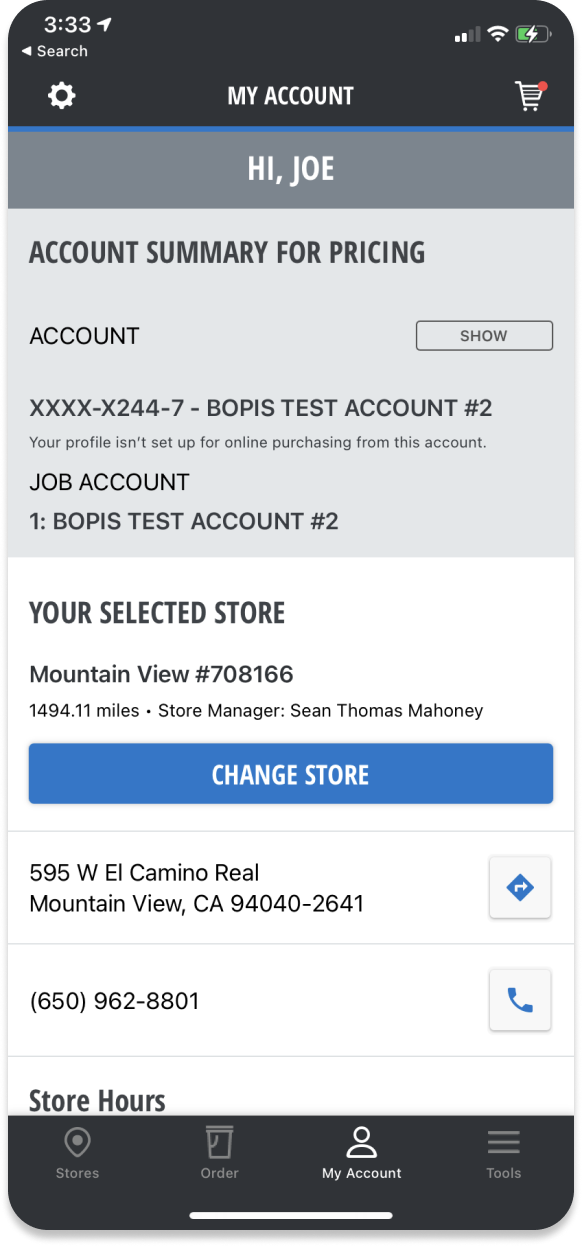 3:33
Search
MY ACCOUNT
HI, JOE
ACCOUNT SUMMARY FOR PRICING
ACCOUNT
SHOW
XXXX-X244-7 - BOPIS TEST ACCOUNT #2
Your profile isn’t set up for online purchasing from this account.
JOB ACCOUNT
1: BOPIS TEST ACCOUNT #2
YOUR SELECTED STORE
Mountain View #708166
1494.11 miles • Store Manager: Sean Thomas Mahoney
CHANGE STORE
595 W El Camino Real
Mountain View, CA 94040-2641
(650) 962-8801
Store Hours
Stores
Order
My Account
Tools